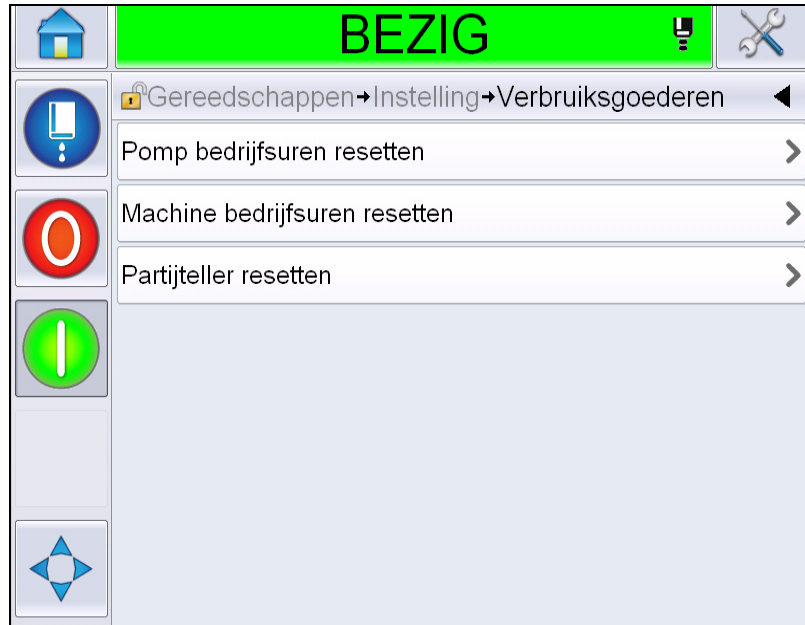 BEZIG
Gereedschappen→Instelling→Verbruiksgoederen
Pomp bedrijfsuren resetten
Machine bedrijfsuren resetten
Partijteller resetten